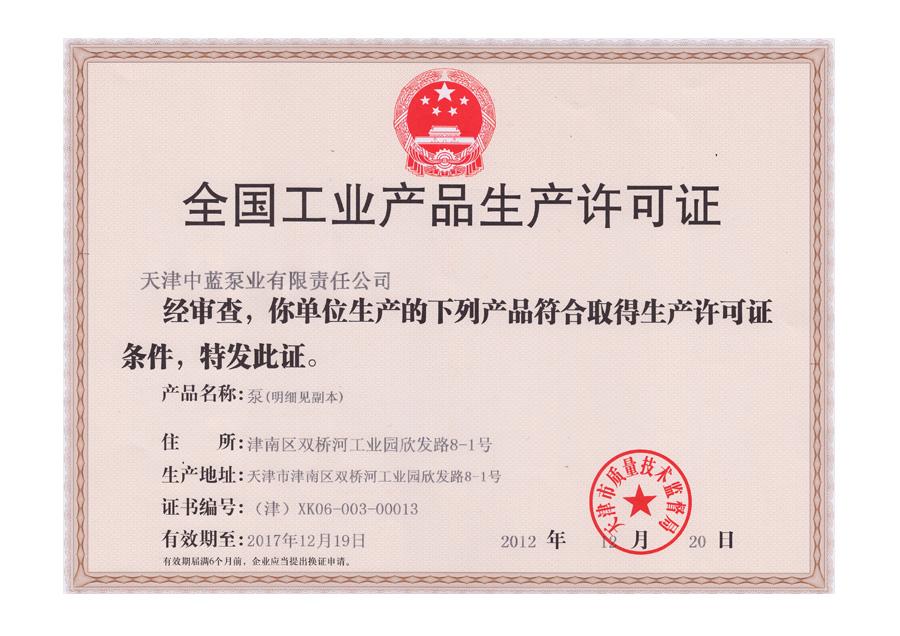 全国工业产品生产许可证
天津中蓝泵业有限责任公司
经审查，你单位生产的下列产品符合取得生产许可证
条件，特发此证。
产品名称：泵(明细见副本)
住 所：津南区双桥河工业园欣发路8-1号
生产地址：天津市津南区双桥河工业园欣发路8-1号
证书编号：（津）XK06-003-00013
有效期至：2017年12月19日
2012 年 12 月 20 日
有效期届满6个月前，企业应当提出换证申请。
天津市质量技术监督局